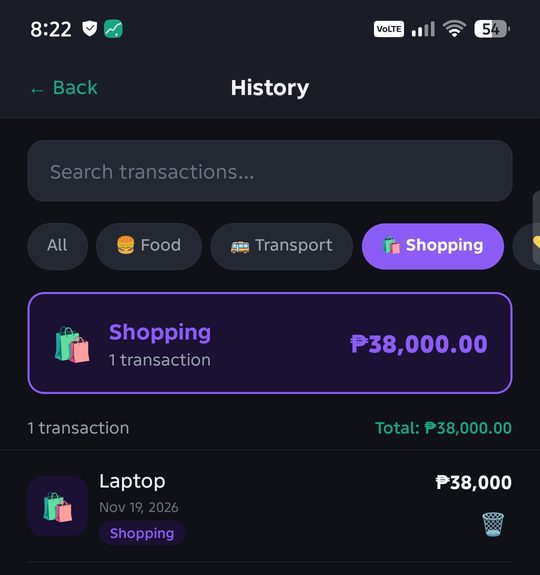 8:22 VoLTE 54
← Back History
Search transactions...
All 🍔 Food 🚌 Transport 🛍️ Shopping
Shopping ₱38,000.00
1 transaction
1 transaction Total: ₱38,000.00
Laptop ₱38,000
Nov 19, 2026
Shopping